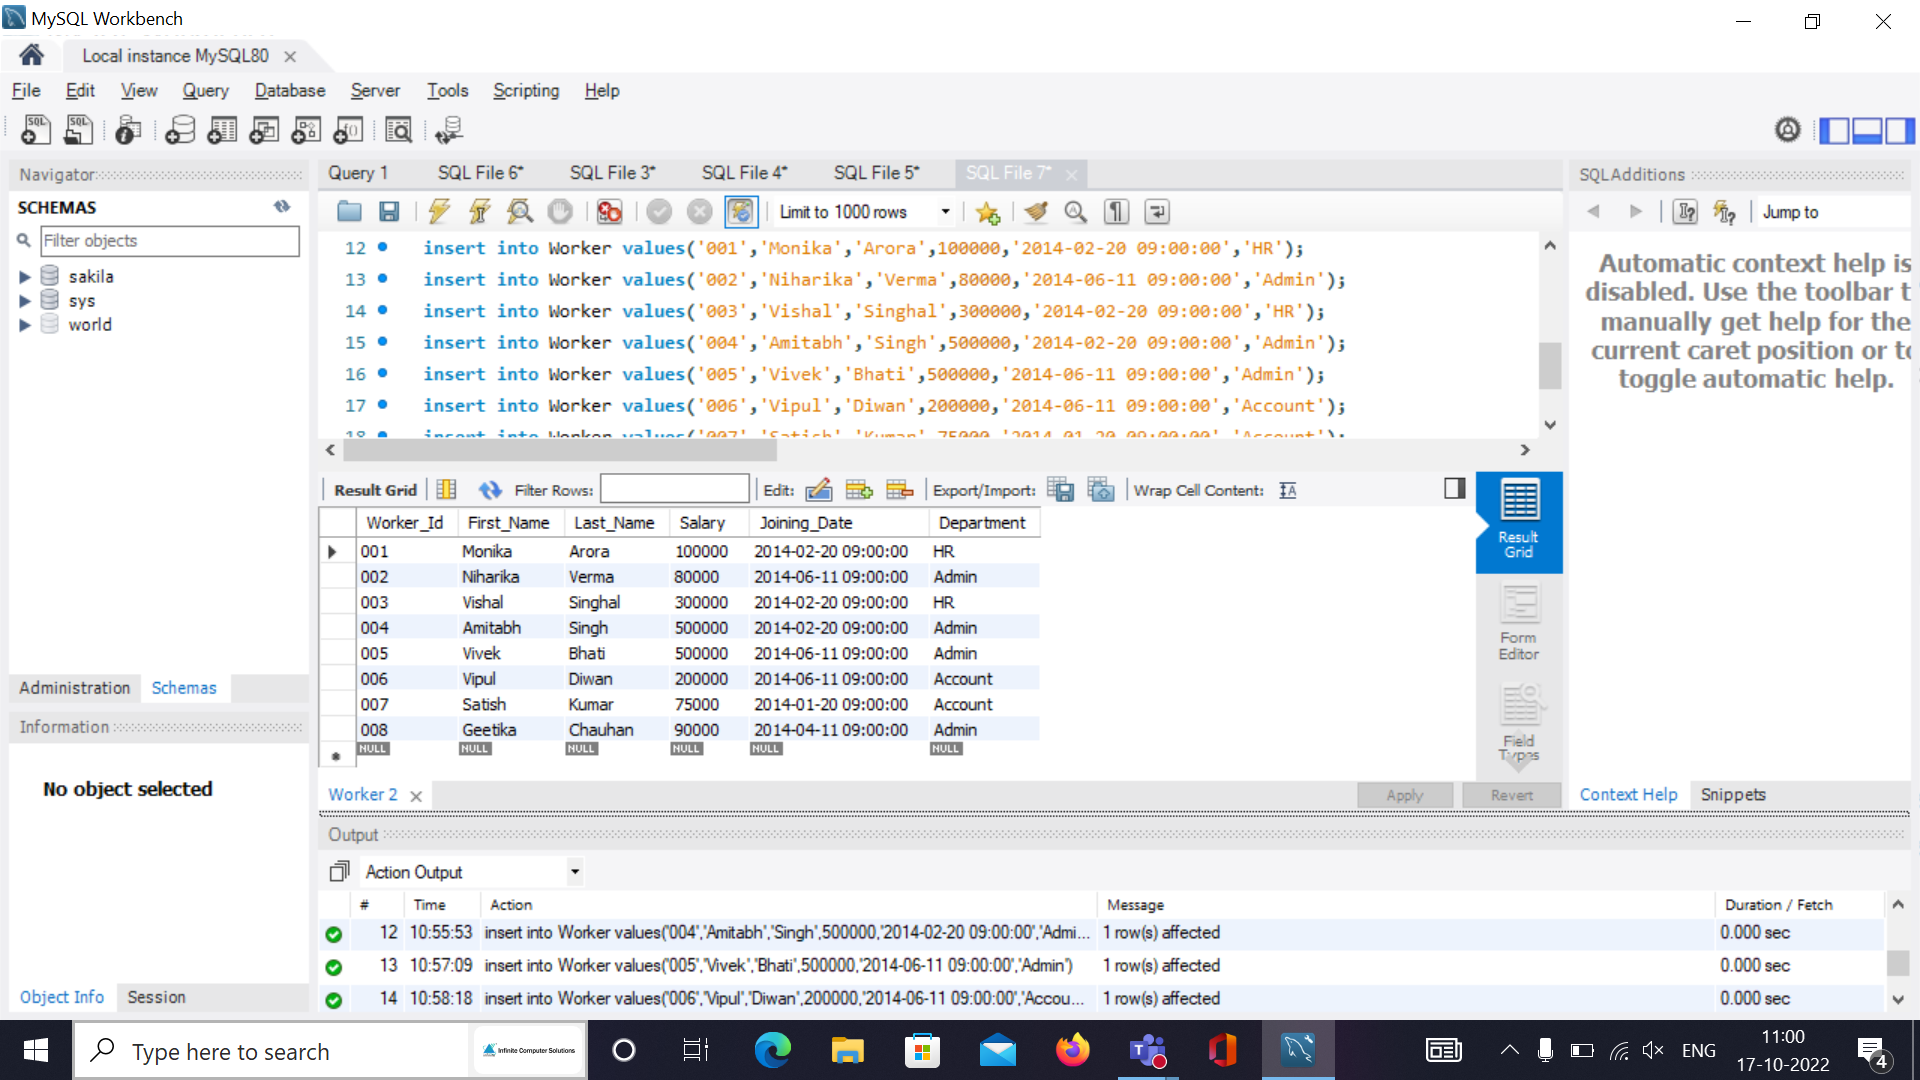 MySQL Workbench
Local instance MySQL80
File Edit View Query Database Server Tools Scripting Help
Navigator
SCHEMAS
Filter objects
sakila
sys
world
Administration Schemas
Information
No object selected
Object Info Session
Query 1 SQL File 6* SQL File 3* SQL File 4* SQL File 5* SQL File 7*
Limit to 1000 rows
12 insert into Worker values('001','Monika','Arora',100000,'2014-02-20 09:00:00','HR');
13 insert into Worker values('002','Niharika','Verma',80000,'2014-06-11 09:00:00','Admin');
14 insert into Worker values('003','Vishal','Singhal',300000,'2014-02-20 09:00:00','HR');
15 insert into Worker values('004','Amitabh','Singh',500000,'2014-02-20 09:00:00','Admin');
16 insert into Worker values('005','Vivek','Bhati',500000,'2014-06-11 09:00:00','Admin');
17 insert into Worker values('006','Vipul','Diwan',200000,'2014-06-11 09:00:00','Account');
18 insert into Worker values('007','Satish','Kumar',75000,'2014-01-20 09:00:00','Account');
Result Grid Filter Rows: Edit: Export/Import: Wrap Cell Content:
Worker_Id First_Name Last_Name Salary Joining_Date Department
001 Monika Arora 100000 2014-02-20 09:00:00 HR
002 Niharika Verma 80000 2014-06-11 09:00:00 Admin
003 Vishal Singhal 300000 2014-02-20 09:00:00 HR
004 Amitabh Singh 500000 2014-02-20 09:00:00 Admin
005 Vivek Bhati 500000 2014-06-11 09:00:00 Admin
006 Vipul Diwan 200000 2014-06-11 09:00:00 Account
007 Satish Kumar 75000 2014-01-20 09:00:00 Account
008 Geetika Chauhan 90000 2014-04-11 09:00:00 Admin
NULL NULL NULL NULL NULL NULL
Result
Grid
Form
Editor
Field
Types
Worker 2 Apply Revert
SQLAdditions
Jump to
Automatic context help is
disabled. Use the toolbar t
manually get help for the
current caret position or to
toggle automatic help.
Context Help Snippets
Output
Action Output
# Time Action Message Duration / Fetch
12 10:55:53 insert into Worker values('004','Amitabh','Singh',500000,'2014-02-20 09:00:00','Admi... 1 row(s) affected 0.000 sec
13 10:57:09 insert into Worker values('005','Vivek','Bhati',500000,'2014-06-11 09:00:00','Admin') 1 row(s) affected 0.000 sec
14 10:58:18 insert into Worker values('006','Vipul','Diwan',200000,'2014-06-11 09:00:00','Accou... 1 row(s) affected 0.000 sec
Type here to search
Infinite Computer Solutions
ENG
11:00
17-10-2022
4